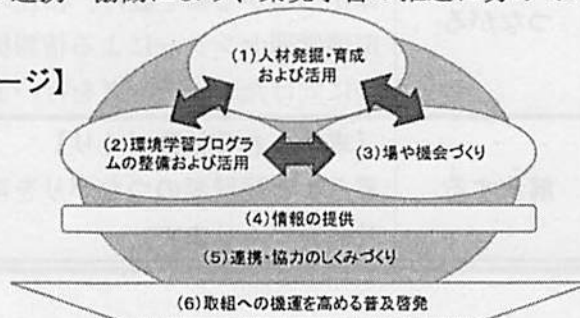 ージ】
(1)人材発掘・育成
および活用
(2)環境学習プログラ
ムの整備および活用
(3)場や機会づくり
(4)情報の提供
(5)連携・協力のしくみづくり
(6)取組への機運を高める普及啓発